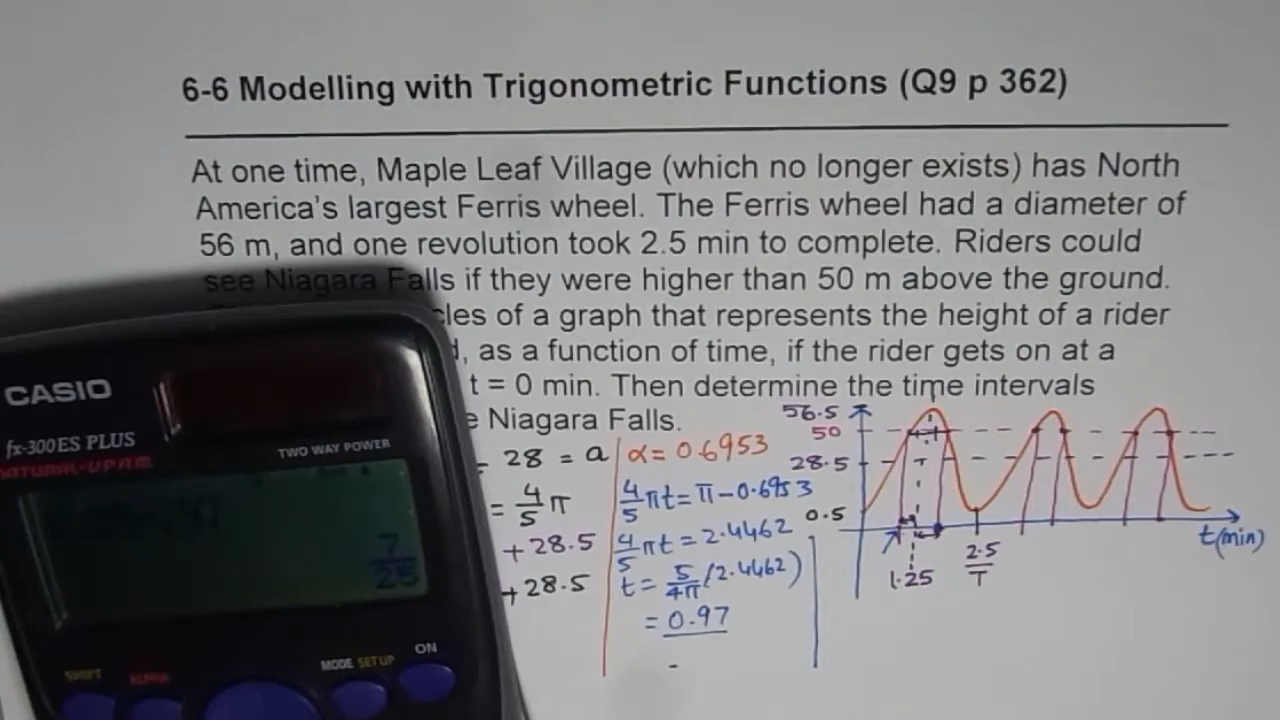 6-6 Modelling with Trigonometric Functions (Q9 p 362)
At one time, Maple Leaf Village (which no longer exists) has North
America's largest Ferris wheel. The Ferris wheel had a diameter of
56 m, and one revolution took 2.5 min to complete. Riders could
see Niagara Falls if they were higher than 50 m above the ground.
cles of a graph that represents the height of a rider
, as a function of time, if the rider gets on at a
t = 0 min. Then determine the time intervals
e Niagara Falls.
CASIO
fx-300ES PLUS
NATURAL-V.P.A.M.
TWO WAY POWER
7/25
SHIFT
ALPHA
MODE SETUP
ON
28 = a
= 4/5 π
+ 28.5
+ 28.5
α = 0.6953
4/5 πt = π - 0.6953
4/5 πt = 2.4462
t = 5/4π (2.4462)
= 0.97
=
56.5
50
28.5
0.5
1.25
2.5
T
t(min)